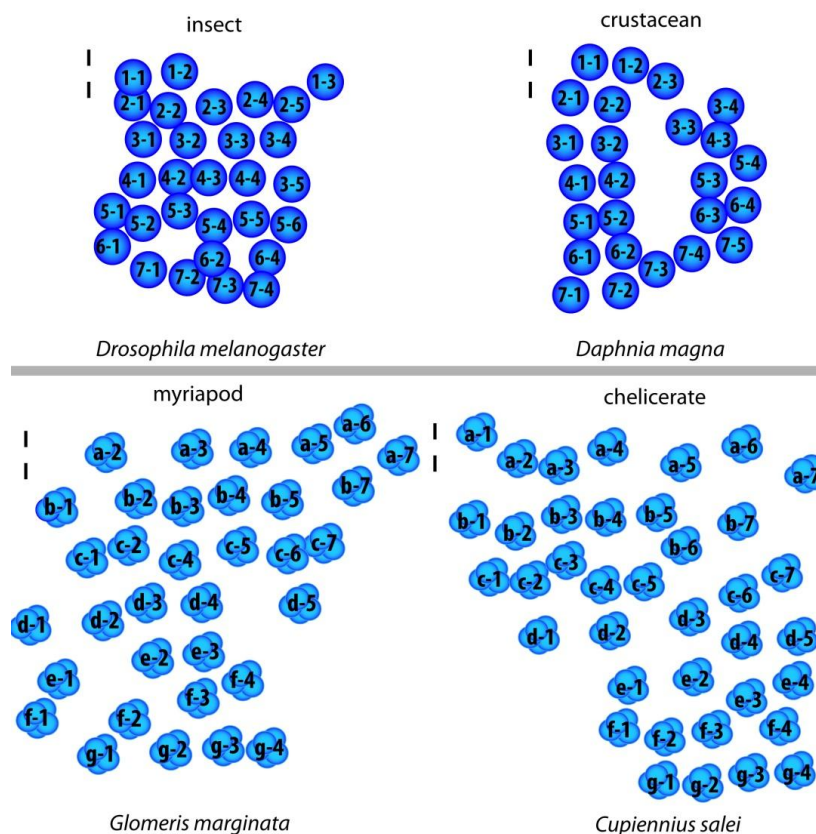 insect
crustacean
1-1 1-2 1-3
2-1 2-2 2-3 2-4 2-5
3-1 3-2 3-3 3-4
4-1 4-2 4-3 4-4 3-5
5-1 5-2 5-3 5-4 5-5 5-6
6-1 6-2 6-4
7-1 7-2 7-3 7-4
Drosophila melanogaster
1-1 1-2 2-3
2-1 2-2 3-4
3-1 3-2 3-3 4-3
4-1 4-2 5-3 5-4
5-1 5-2 6-3 6-4
6-1 6-2 7-3 7-4 7-5
7-1 7-2
Daphnia magna
myriapod
chelicerate
a-2 a-3 a-4 a-5 a-6 a-7
b-1 b-2 b-3 b-4 b-5 b-7
c-1 c-2 c-4 c-5 c-6 c-7
d-1 d-2 d-3 d-4 d-5
e-1 e-2 e-3
f-1 f-2 f-3 f-4
g-1 g-2 g-3 g-4
Glomeris marginata
a-1 a-2 a-3 a-4 a-5 a-6 a-7
b-1 b-2 b-3 b-4 b-5 b-6 b-7
c-1 c-2 c-3 c-4 c-5 c-6 c-7
d-1 d-2 d-3 d-4 d-5
e-1 e-2 e-3 e-4
f-1 f-2 f-3 f-4
g-1 g-2 g-3 g-4
Cupiennius salei